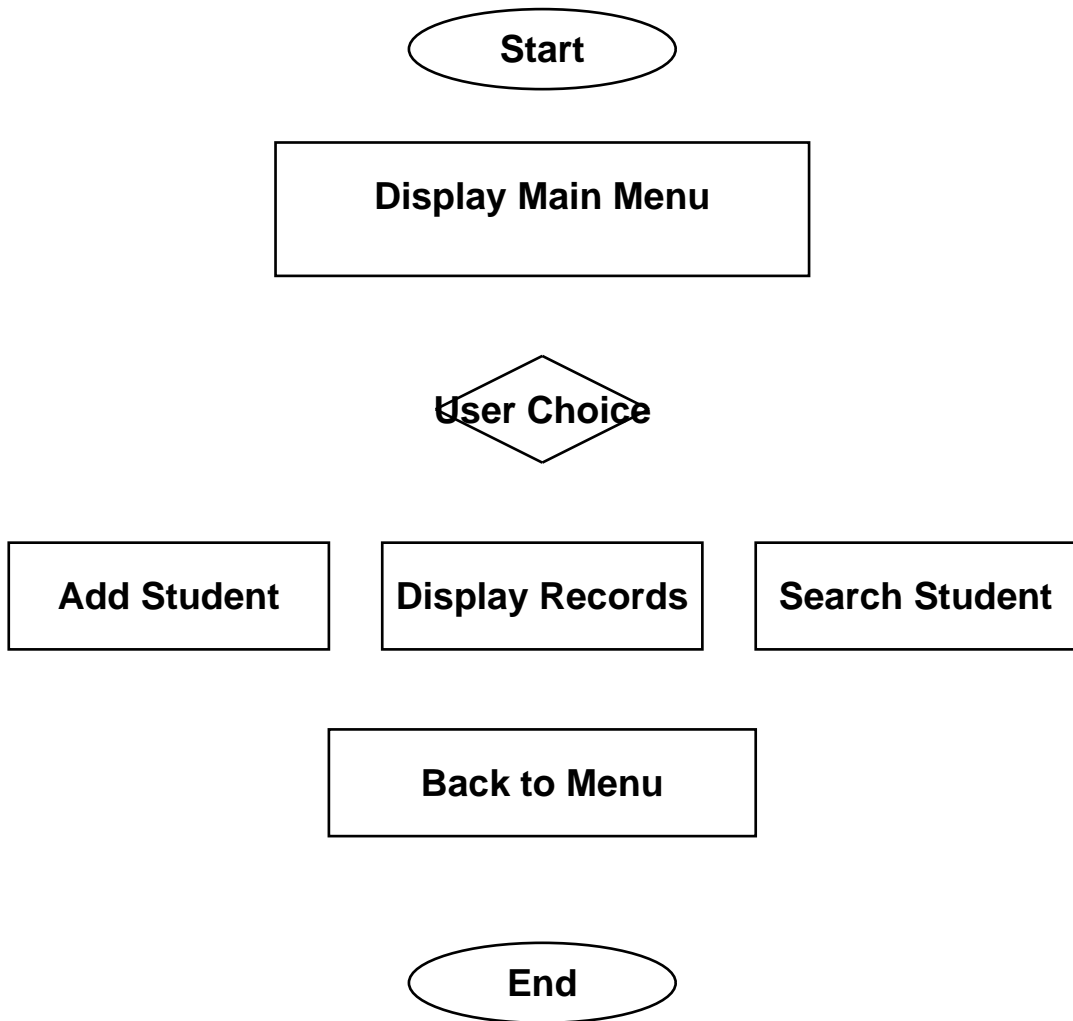 Start
Display Main Menu
User Choice
Add Student
Display Records
Search Student
Back to Menu
End